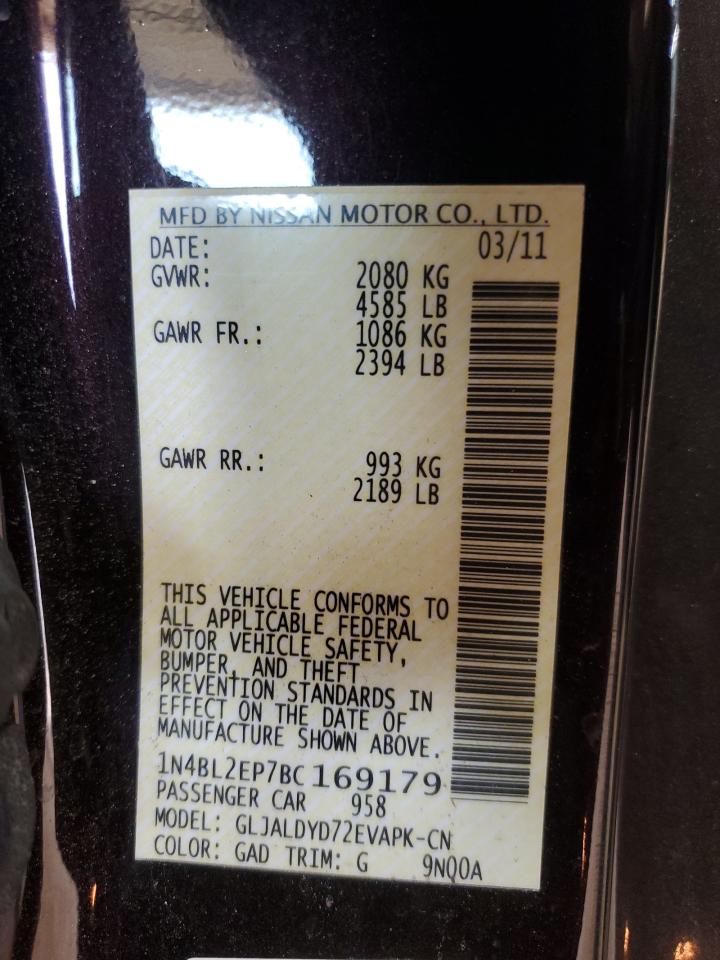 MFD BY NISSAN MOTOR CO., LTD.
DATE: 03/11
GVWR: 2080 KG
4585 LB
GAWR FR.: 1086 KG
2394 LB
GAWR RR.: 993 KG
2189 LB
THIS VEHICLE CONFORMS TO
ALL APPLICABLE FEDERAL
MOTOR VEHICLE SAFETY,
BUMPER, AND THEFT
PREVENTION STANDARDS IN
EFFECT ON THE DATE OF
MANUFACTURE SHOWN ABOVE.
1N4BL2EP7BC169179
PASSENGER CAR 958
MODEL: GLJALDYD72EVAPK-CN
COLOR: GAD TRIM: G 9NQ0A